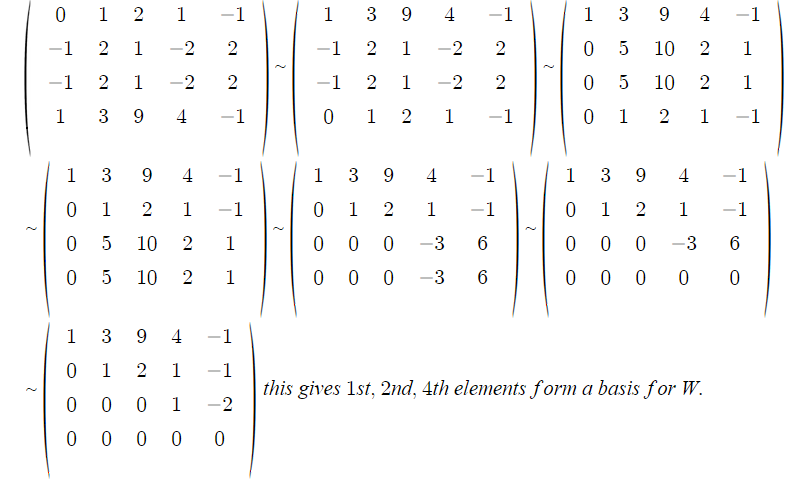 0 1 2 1 −1 1 3 9 4 −1 1 3 9 4 −1
−1 2 1 −2 2 −1 2 1 −2 2 0 5 10 2 1
~ ~
−1 2 1 −2 2 −1 2 1 −2 2 0 5 10 2 1
1 3 9 4 −1 0 1 2 1 −1 0 1 2 1 −1
1 3 9 4 −1 1 3 9 4 −1 1 3 9 4 −1
0 1 2 1 −1 0 1 2 1 −1 0 1 2 1 −1
~ ~ ~
0 5 10 2 1 0 0 0 −3 6 0 0 0 −3 6
0 5 10 2 1 0 0 0 −3 6 0 0 0 0 0
1 3 9 4 −1
0 1 2 1 −1
~ this gives 1st, 2nd, 4th elements form a basis for W.
0 0 0 1 −2
0 0 0 0 0